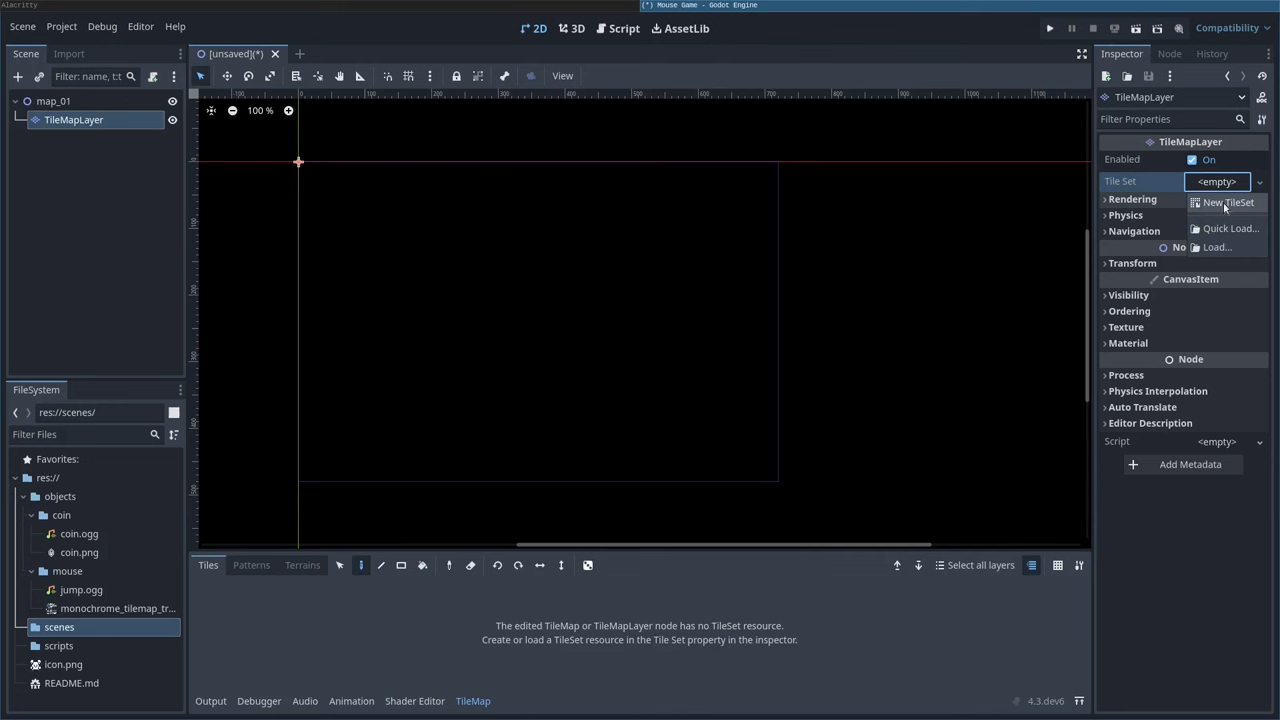 Alacritty
(*) Mouse Game - Godot Engine
Scene Project Debug Editor Help
2D 3D Script AssetLib
Compatibility
Scene Import
[unsaved](*)
Inspector Node History
Filter: name, t:t
View
map_01
TileMapLayer
100 %
TileMapLayer
Filter Properties
TileMapLayer
Enabled On
Tile Set <empty>
New TileSet
Quick Load...
Load...
Rendering
Physics
Navigation
No
Transform
CanvasItem
Visibility
Ordering
Texture
Material
Node
Process
Physics Interpolation
Auto Translate
Editor Description
Script <empty>
Add Metadata
FileSystem
res://scenes/
Filter Files
Favorites:
res://
objects
coin
coin.ogg
coin.png
mouse
jump.ogg
monochrome_tilemap_tr...
scenes
scripts
icon.png
README.md
Tiles Patterns Terrains
Select all layers
The edited TileMap or TileMapLayer node has no TileSet resource.
Create or load a TileSet resource in the Tile Set property in the inspector.
Output Debugger Audio Animation Shader Editor TileMap
4.3.dev6